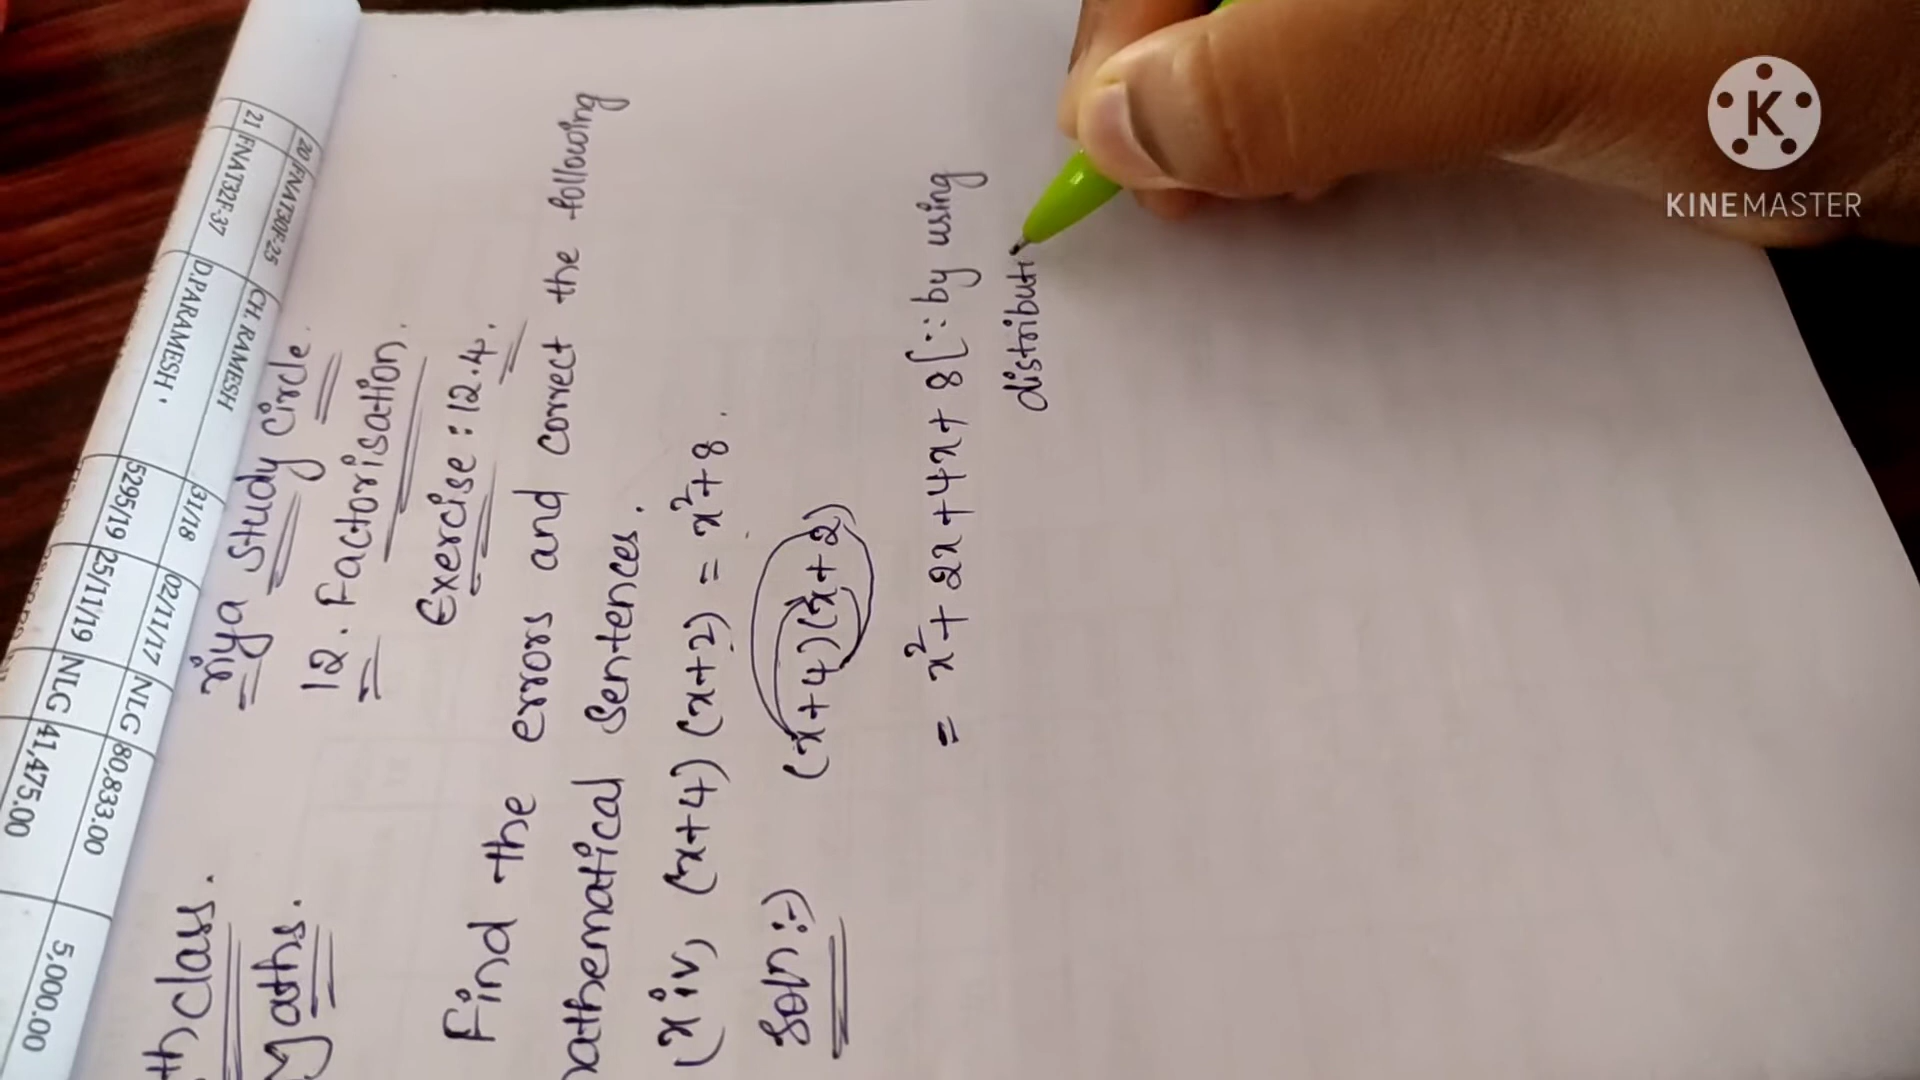 th class.
riya study circle.
aths.
12. Factorisation.
Exercise : 12.4.
Find the errors and correct the following
athematical sentences.
(xiv) (x+4) (x+2) = x²+8.
Soln :-) (x+4)(x+2)
= x²+2x+4x+8 [∵ by using
distributi
21 FNAT32F-37 D.PARAMESH 5295/19 25/11/19 NLG 41,475.00 5,000.00
20 FNAT30F-25 CH. RAMESH 31/18 02/11/17 NLG 80,833.00
K
KINEMASTER